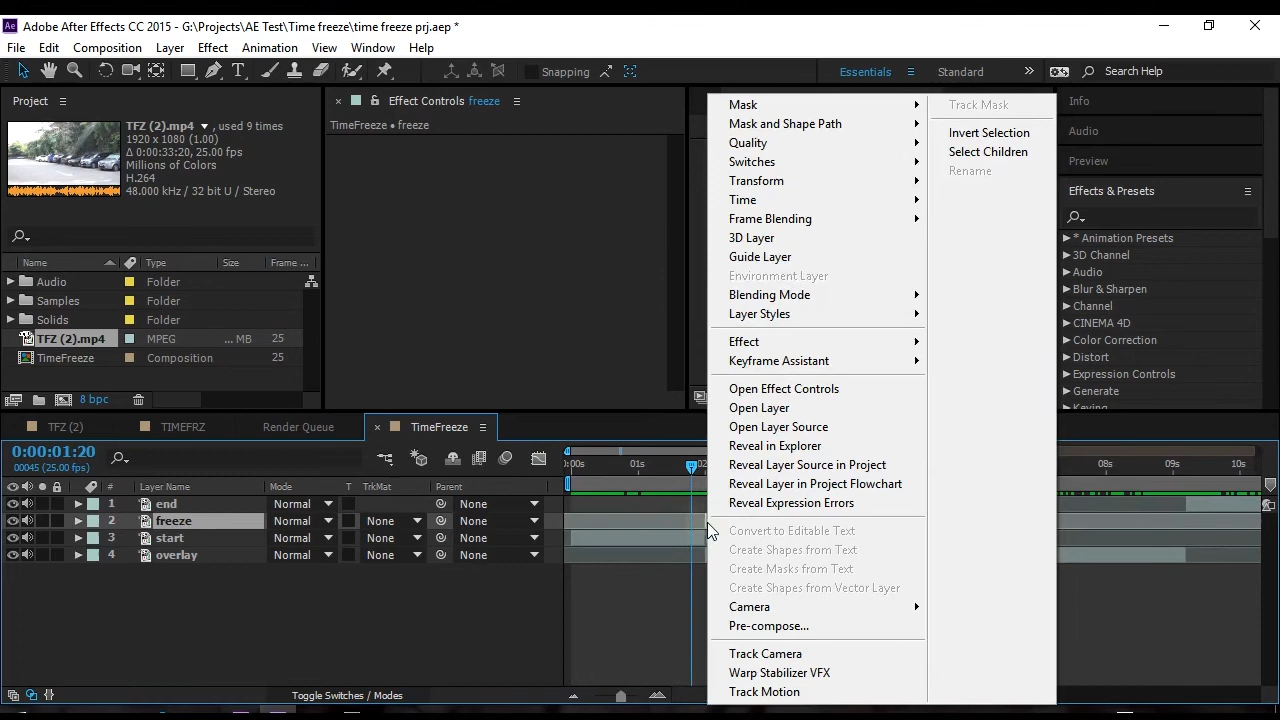 Ae Adobe After Effects CC 2015 - G:\Projects\AE Test\Time freeze\time freeze prj.aep *
File Edit Composition Layer Effect Animation View Window Help
Snapping
Essentials
Standard
Search Help
Project
TFZ (2).mp4 , used 9 times
1920 x 1080 (1.00)
Δ 0:00:33:20, 25.00 fps
Millions of Colors
H.264
48.000 kHz / 32 bit U / Stereo
Name Type Size Frame ...
Audio Folder
Samples Folder
Solids Folder
TFZ (2).mp4 MPEG ... MB 25
TimeFreeze Composition 25
8 bpc
Effect Controls freeze
TimeFreeze • freeze
Mask
Mask and Shape Path
Quality
Switches
Transform
Time
Frame Blending
3D Layer
Guide Layer
Environment Layer
Blending Mode
Layer Styles
Effect
Keyframe Assistant
Open Effect Controls
Open Layer
Open Layer Source
Reveal in Explorer
Reveal Layer Source in Project
Reveal Layer in Project Flowchart
Reveal Expression Errors
Convert to Editable Text
Create Shapes from Text
Create Masks from Text
Create Shapes from Vector Layer
Camera
Pre-compose...
Track Camera
Warp Stabilizer VFX
Track Motion
Track Mask
Invert Selection
Select Children
Rename
Info
Audio
Preview
Effects & Presets
* Animation Presets
3D Channel
Audio
Blur & Sharpen
Channel
CINEMA 4D
Color Correction
Distort
Expression Controls
Generate
Keying
TFZ (2) TIMEFRZ Render Queue TimeFreeze
0:00:01:20
00045 (25.00 fps)
:00s 01s 02 08s 09s 10s
# Layer Name Mode T TrkMat Parent
1 end Normal None
2 freeze Normal None None
3 start Normal None None
4 overlay Normal None None
Toggle Switches / Modes